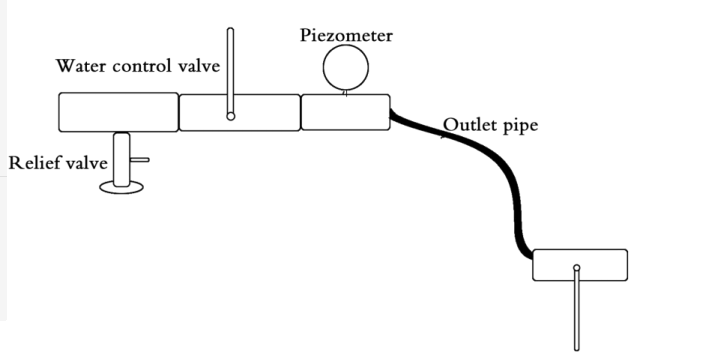 Piezometer
Water control valve
Outlet pipe
Relief valve